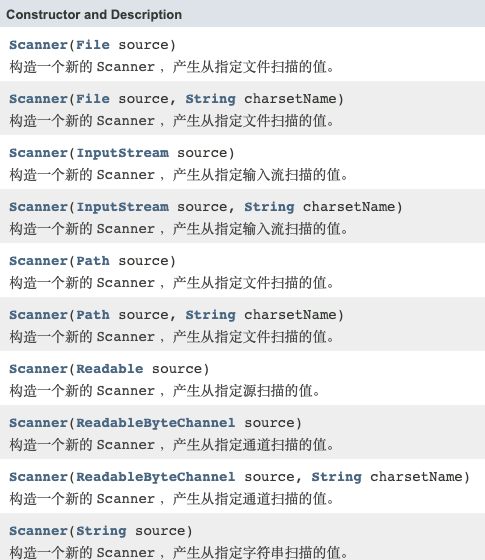 Constructor and Description
Scanner(File source)
构造一个新的 Scanner ，产生从指定文件扫描的值。
Scanner(File source, String charsetName)
构造一个新的 Scanner ，产生从指定文件扫描的值。
Scanner(InputStream source)
构造一个新的 Scanner ，产生从指定输入流扫描的值。
Scanner(InputStream source, String charsetName)
构造一个新的 Scanner ，产生从指定输入流扫描的值。
Scanner(Path source)
构造一个新的 Scanner ，产生从指定文件扫描的值。
Scanner(Path source, String charsetName)
构造一个新的 Scanner ，产生从指定文件扫描的值。
Scanner(Readable source)
构造一个新的 Scanner ，产生从指定源扫描的值。
Scanner(ReadableByteChannel source)
构造一个新的 Scanner ，产生从指定通道扫描的值。
Scanner(ReadableByteChannel source, String charsetName)
构造一个新的 Scanner ，产生从指定通道扫描的值。
Scanner(String source)
构造一个新的 Scanner ，产生从指定字符串扫描的值。